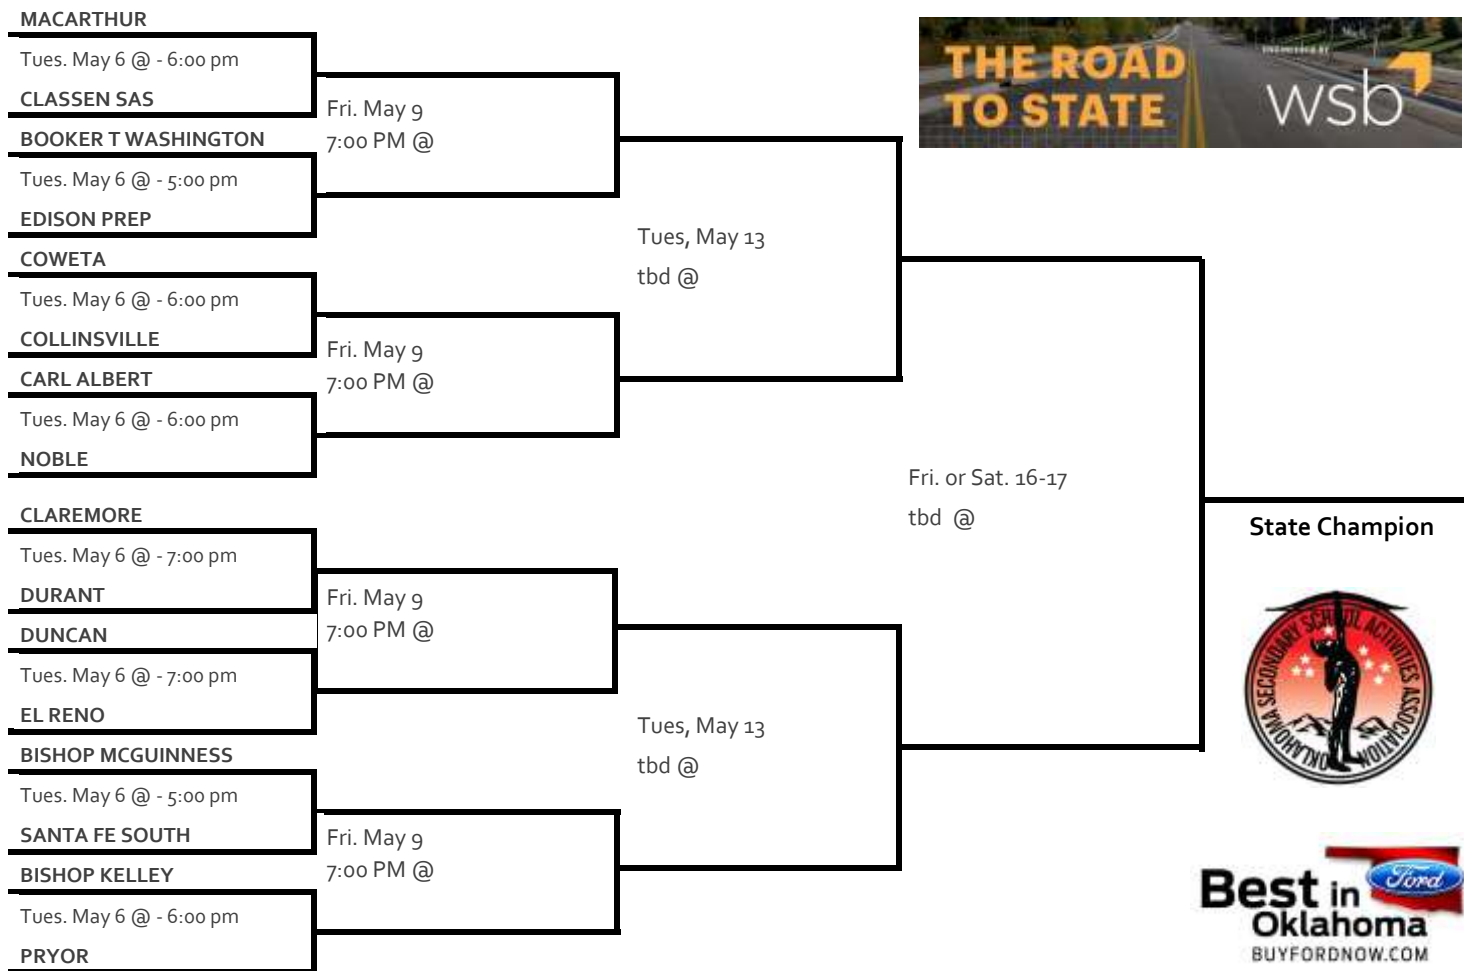 MACARTHUR
Tues. May 6 @ - 6:00 pm
CLASSEN SAS
BOOKER T WASHINGTON
Tues. May 6 @ - 5:00 pm
EDISON PREP
COWETA
Tues. May 6 @ - 6:00 pm
COLLINSVILLE
CARL ALBERT
Tues. May 6 @ - 6:00 pm
NOBLE
CLAREMORE
Tues. May 6 @ - 7:00 pm
DURANT
DUNCAN
Tues. May 6 @ - 7:00 pm
EL RENO
BISHOP MCGUINNESS
Tues. May 6 @ - 5:00 pm
SANTA FE SOUTH
BISHOP KELLEY
Tues. May 6 @ - 6:00 pm
PRYOR
Fri. May 9
7:00 PM @
Fri. May 9
7:00 PM @
Fri. May 9
7:00 PM @
Fri. May 9
7:00 PM @
Tues, May 13
tbd @
Tues, May 13
tbd @
Fri. or Sat. 16-17
tbd @
THE ROAD
TO STATE
wsb
State Champion
OKLAHOMA SECONDARY SCHOOL ACTIVITIES ASSOCIATION
Best in
Ford
Oklahoma
BUYFORDNOW.COM